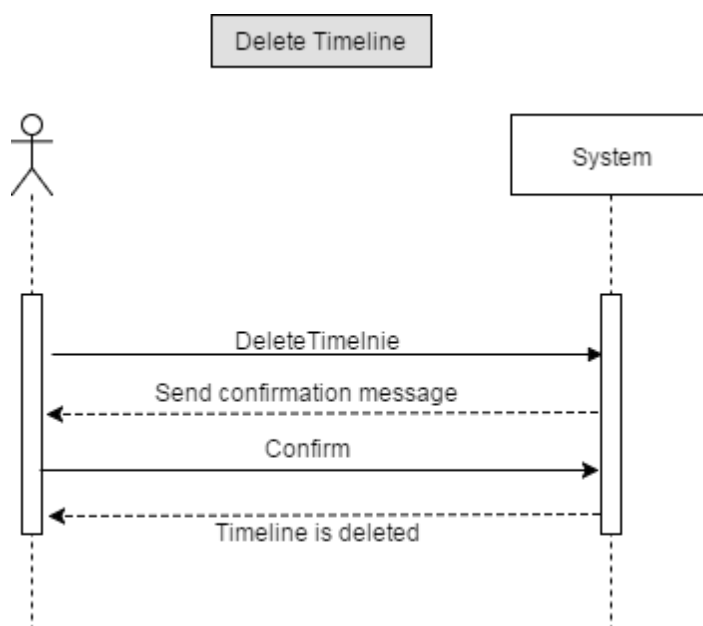 Delete Timeline
System
DeleteTimelnie
Send confirmation message
Confirm
Timeline is deleted